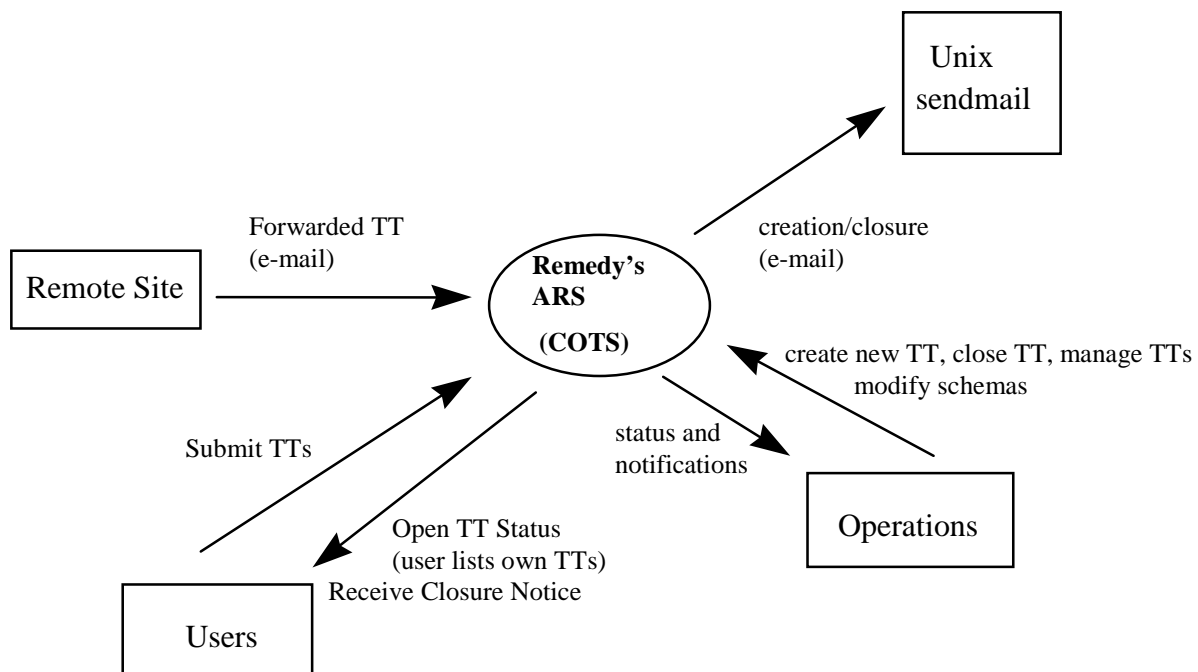 Unix
sendmail
Forwarded TT
(e-mail)
creation/closure
(e-mail)
Remote Site
Remedy's
ARS
(COTS)
create new TT, close TT, manage TTs
modify schemas
Submit TTs
status and
notifications
Open TT Status
(user lists own TTs)
Receive Closure Notice
Operations
Users